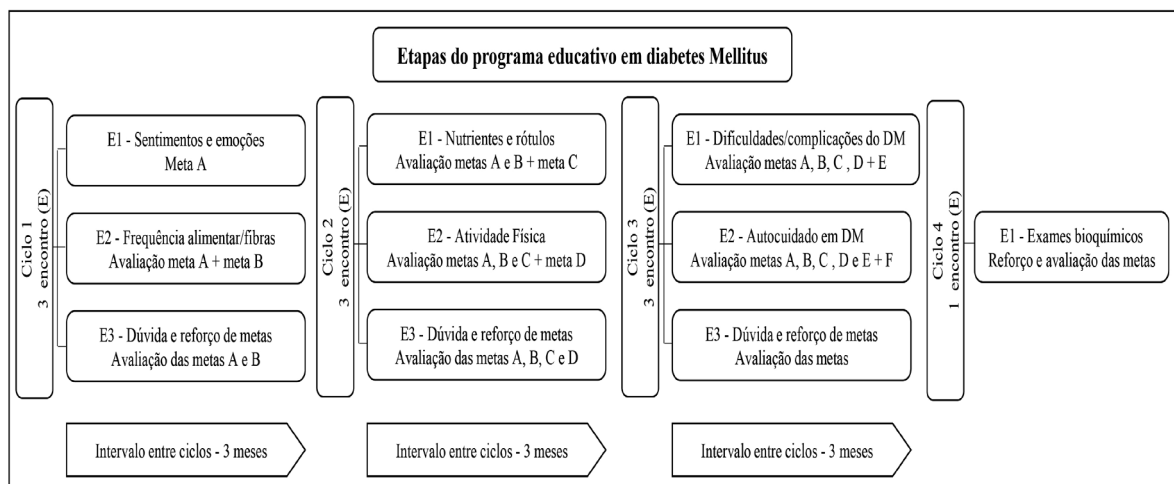 Etapas do programa educativo em diabetes Mellitus
Ciclo 1
3 encontro (E)
E1 - Sentimentos e emoções
Meta A
E2 - Frequência alimentar/fibras
Avaliação meta A + meta B
E3 - Dúvida e reforço de metas
Avaliação das metas A e B
Intervalo entre ciclos - 3 meses
Ciclo 2
3 encontro (E)
E1 - Nutrientes e rótulos
Avaliação metas A e B + meta C
E2 - Atividade Física
Avaliação metas A, B e C + meta D
E3 - Dúvida e reforço de metas
Avaliação das metas A, B, C e D
Intervalo entre ciclos - 3 meses
Ciclo 3
3 encontro (E)
E1 - Dificuldades/complicações do DM
Avaliação metas A, B, C , D + E
E2 - Autocuidado em DM
Avaliação metas A, B, C , D e E + F
E3 - Dúvida e reforço de metas
Avaliação das metas
Intervalo entre ciclos - 3 meses
Ciclo 4
1 encontro (E)
E1 - Exames bioquímicos
Reforço e avaliação das metas